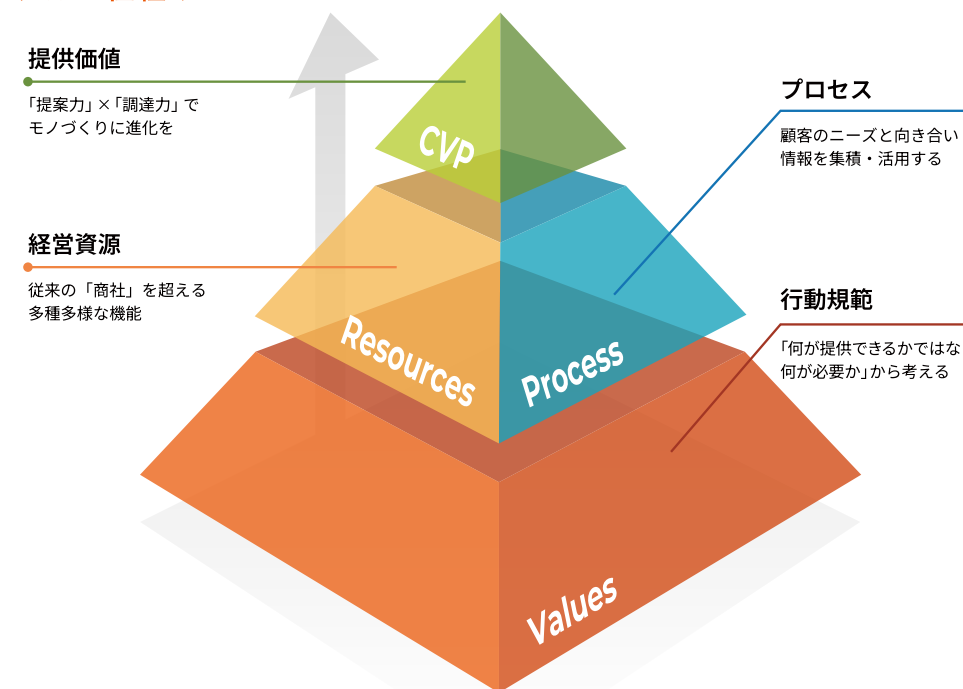 提供価値
「提案力」×「調達力」で
モノづくりに進化を
プロセス
顧客のニーズと向き合い
情報を集積・活用する
CVP
経営資源
従来の「商社」を超える
多種多様な機能
行動規範
「何が提供できるかではな
何が必要か」から考える
Resources
Process
Values